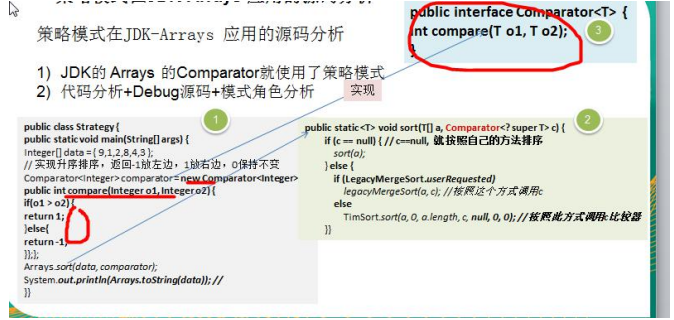 策略模式在JDK-Arrays 应用的源码分析
public interface Comparator<T> {
int compare(T o1, T o2);
}
3
1) JDK的 Arrays 的Comparator就使用了策略模式
2) 代码分析+Debug源码+模式角色分析
实现
1
public class Strategy {
public static void main(String[] args) {
Integer[] data = { 9,1,2,8,4,3 };
// 实现升序排序，返回-1放左边，1放右边，0保持不变
Comparator<Integer> comparator = new Comparator<Integer>
public int compare(Integer o1, Integer o2) {
if(o1 > o2) {
return 1;
}else{
return -1;
}};};
Arrays.sort(data, comparator);
System.out.println(Arrays.toString(data)); //
}}
2
public static <T> void sort(T[] a, Comparator<? super T> c) {
if (c == null) { // c==null, 就按照自己的方法排序
sort(a);
} else {
if (LegacyMergeSort.userRequested)
legacyMergeSort(a, c); //按照这个方式调用c
else
TimSort.sort(a, 0, a.length, c, null, 0, 0); //按照此方式调用c比较器
}}